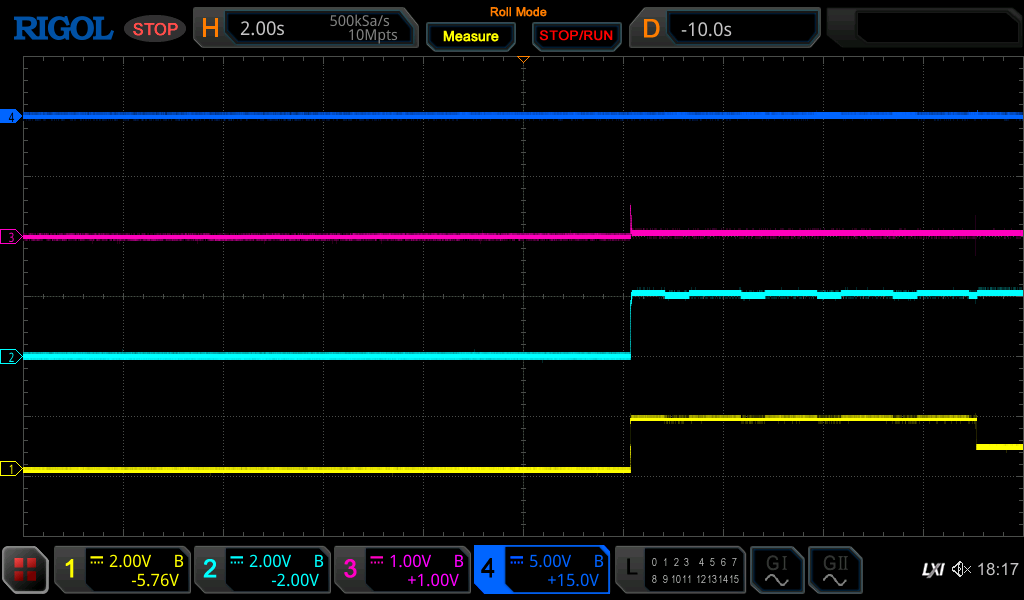 Roll Mode
RIGOL STOP H 2.00s 500kSa/s 10Mpts Measure STOP/RUN D -10.0s
4
3
2
1
1 2.00V B -5.76V 2 2.00V B -2.00V 3 1.00V B +1.00V 4 5.00V B +15.0V L 0 1 2 3 4 5 6 7 8 9 10 11 12 13 14 15 GI GII LXI 18:17